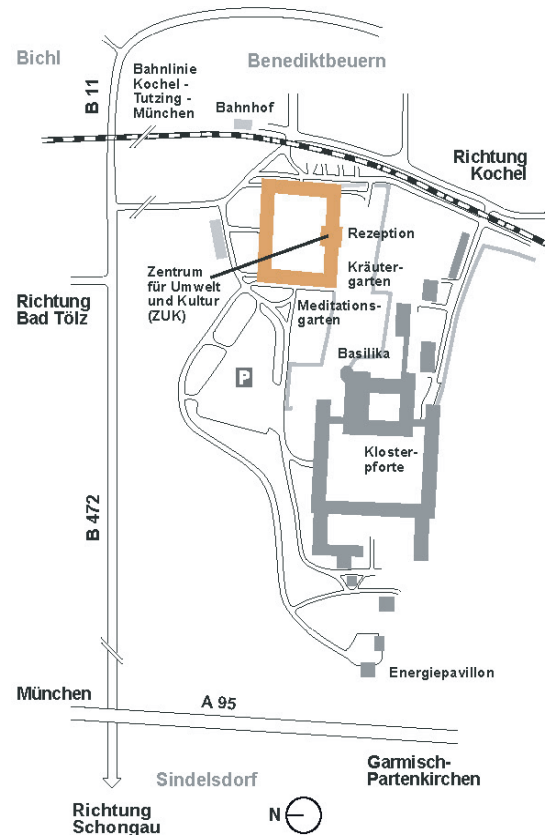 Bichl
Benediktbeuern
B 11
Bahnlinie
Kochel -
Tutzing -
München
Bahnhof
Richtung
Kochel
Rezeption
Zentrum
für Umwelt
und Kultur
(ZUK)
Kräuter-
garten
Richtung
Bad Tölz
Meditations-
garten
Basilika
P
Kloster-
pforte
B 472
Energiepavillon
München
A 95
Garmisch-
Partenkirchen
Sindelsdorf
Richtung
Schongau
N